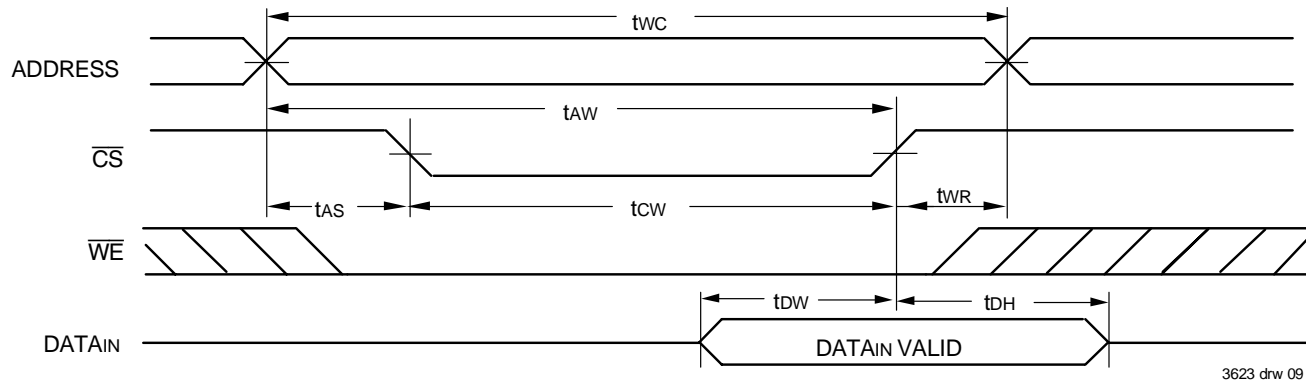 tWC
ADDRESS
tAW
CS
tAS
tCW
tWR
WE
tDW
tDH
DATAIN
DATAIN VALID
3623 drw 09